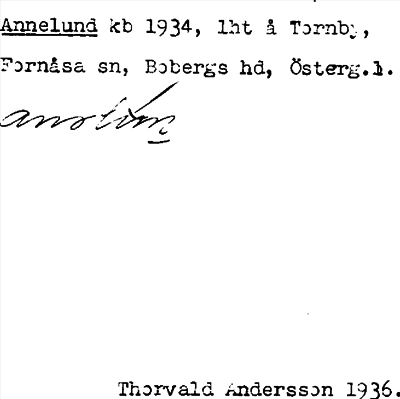 Annelund kb 1934, lht å Tornby,
Fornåsa sn, Bobergs hd, Österg.l.
Thorvald Andersson 1936.